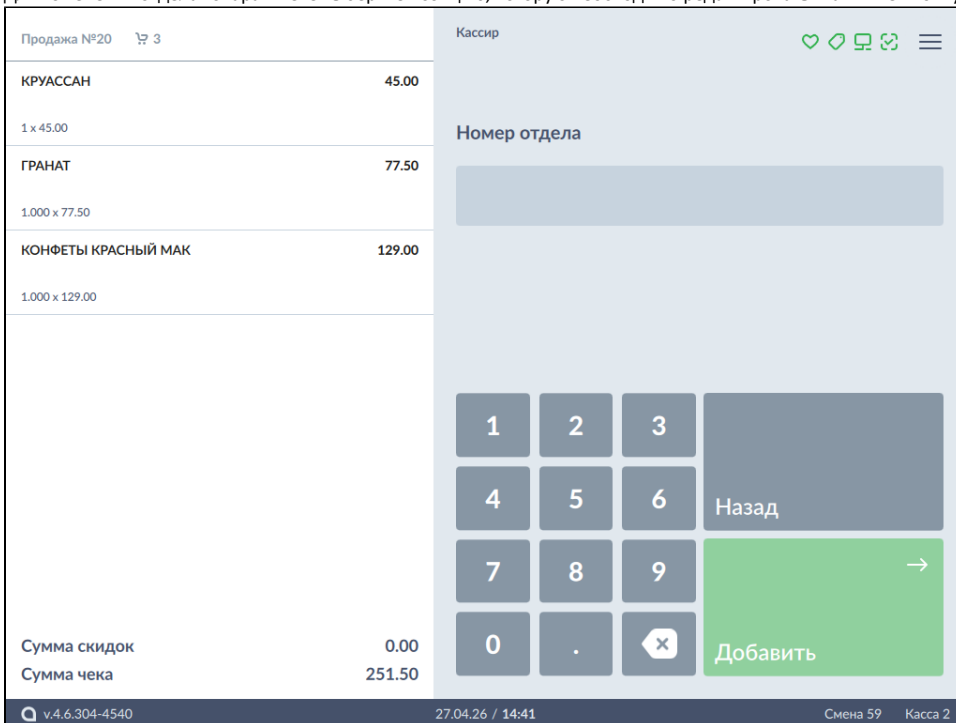 Продажа №20 3
КРУАССАН 45.00
1 x 45.00
ГРАНАТ 77.50
1.000 x 77.50
КОНФЕТЫ КРАСНЫЙ МАК 129.00
1.000 x 129.00
Сумма скидок 0.00
Сумма чека 251.50
Кассир
Номер отдела
1 2 3
4 5 6
Назад
7 8 9
0 .
Добавить
v.4.6.304-4540 27.04.26 / 14:41 Смена 59 Касса 2